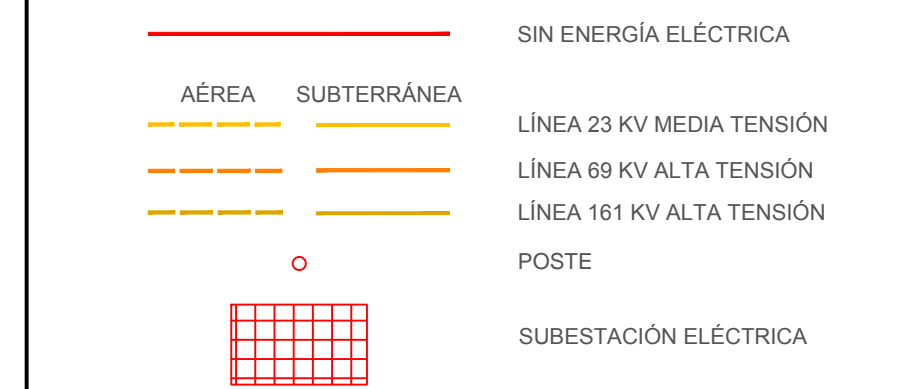 SIN ENERGÍA ELÉCTRICA
AÉREA SUBTERRÁNEA
LÍNEA 23 KV MEDIA TENSIÓN
LÍNEA 69 KV ALTA TENSIÓN
LÍNEA 161 KV ALTA TENSIÓN
POSTE
SUBESTACIÓN ELÉCTRICA